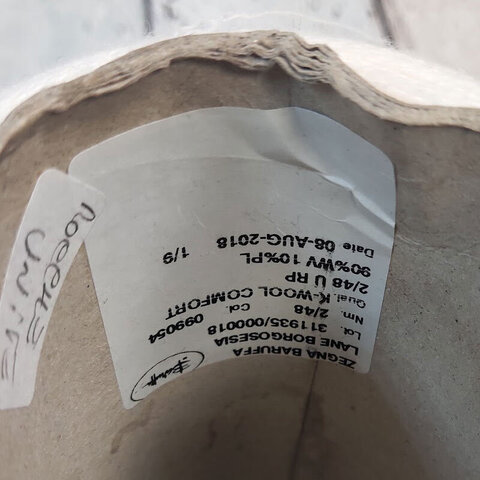 ZEGNA BARUFFA
LANE BORGOSESIA
Lot. 311935/000018
Nm. 2/48 Col. 099054
Qual. K-WOOL COMFORT
2/48 U RP
90%WV 10%PL 1/9
Date 08-AUG-2018